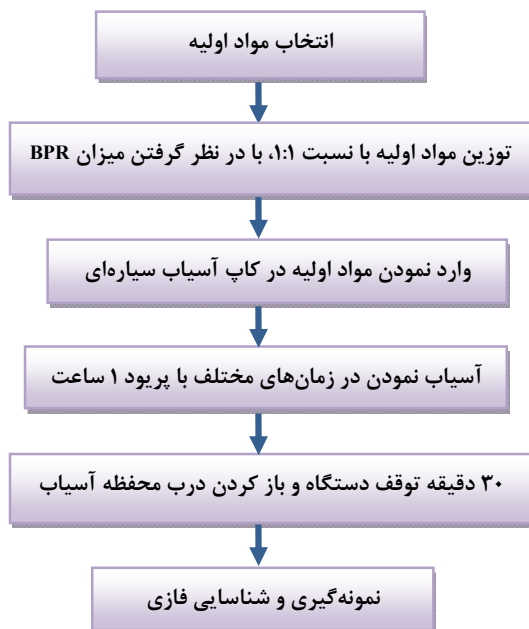 انتخاب مواد اولیه
توزین مواد اولیه با نسبت ۱:۱، با در نظر گرفتن میزان BPR
وارد نمودن مواد اولیه در کاپ آسیاب سیاره‌ای
آسیاب نمودن در زمان‌های مختلف با پریود ۱ ساعت
۳۰ دقیقه توقف دستگاه و باز کردن درب محفظه آسیاب
نمونه‌گیری و شناسایی فازی